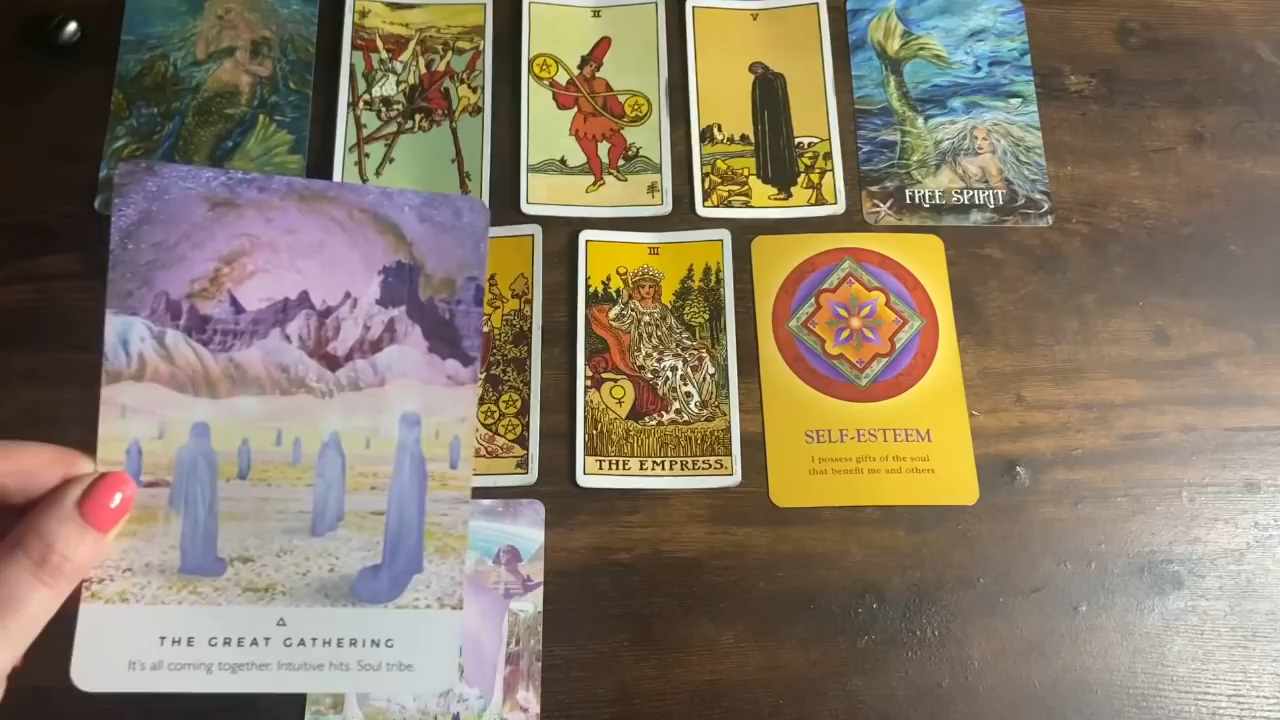 II
V
FREE SPIRIT
III
THE EMPRESS.
SELF-ESTEEM
I possess gifts of the soul
that benefit me and others
THE GREAT GATHERING
It's all coming together. Intuitive hits. Soul tribe.